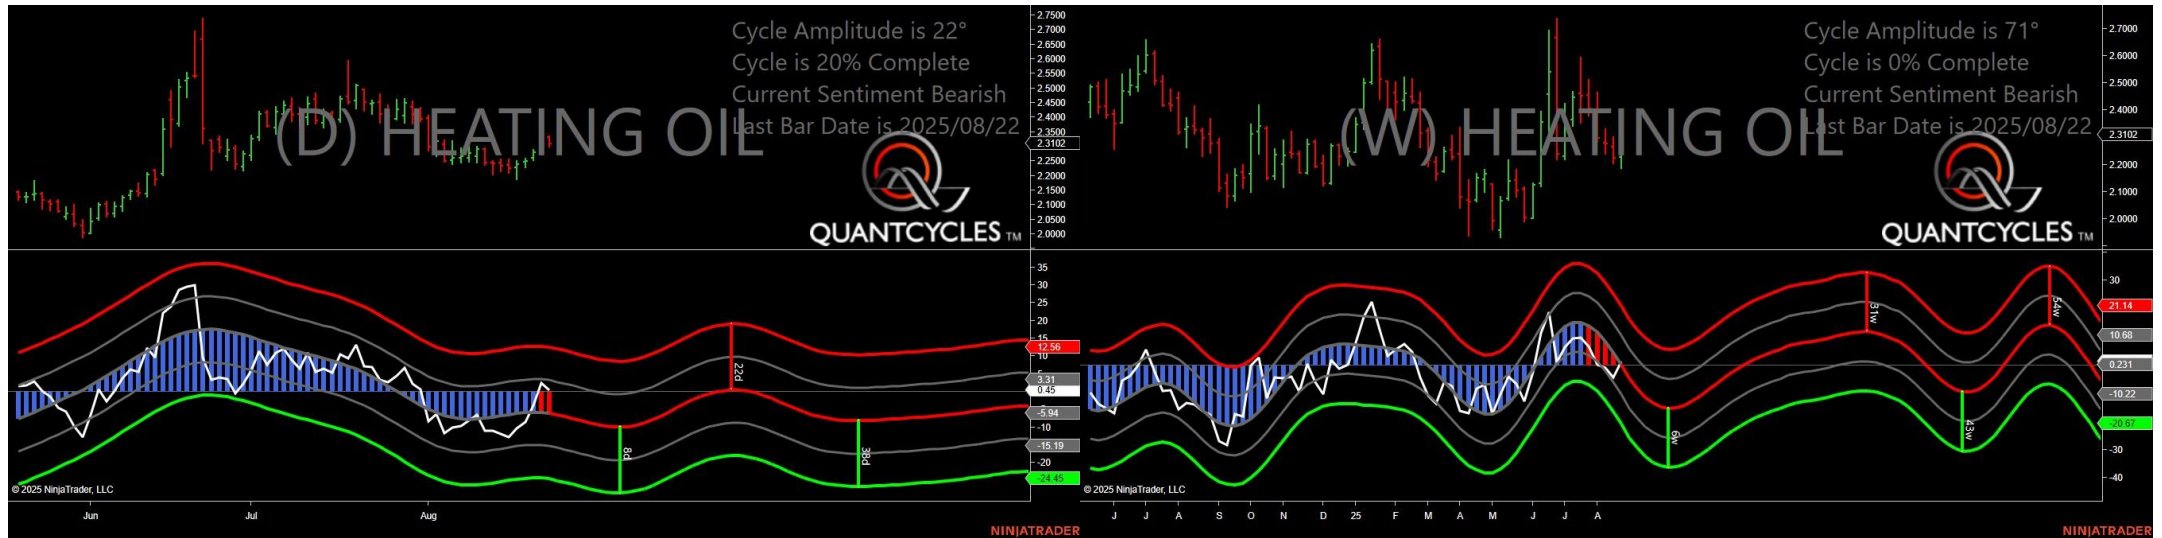 Cycle Amplitude is 22°
Cycle is 20% Complete
Current Sentiment Bearish
Last Bar Date is 2025/08/22
(D) HEATING OIL
QUANTCYCLES TM
2.7500
2.7000
2.6500
2.6000
2.5500
2.5000
2.4500
2.4000
2.3500
2.3102
2.2500
2.2000
2.1500
2.1000
2.0500
2.0000
35
30
25
20
15
12.56
10
3.31
0.45
-5.94
-10
-15.19
-20
-24.45
22d
8d
38d
© 2025 NinjaTrader, LLC
Jun Jul Aug
NINJATRADER
Cycle Amplitude is 71°
Cycle is 0% Complete
Current Sentiment Bearish
Last Bar Date is 2025/08/22
(W) HEATING OIL
QUANTCYCLES TM
2.7000
2.6000
2.5000
2.4000
2.3102
2.2000
2.1000
2.0000
30
21.14
10.68
0.231
-10.22
-20.67
-30
-40
54w
6w
43w
© 2025 NinjaTrader, LLC
J J A S O N D 25 F M A M J J A
NINJATRADER